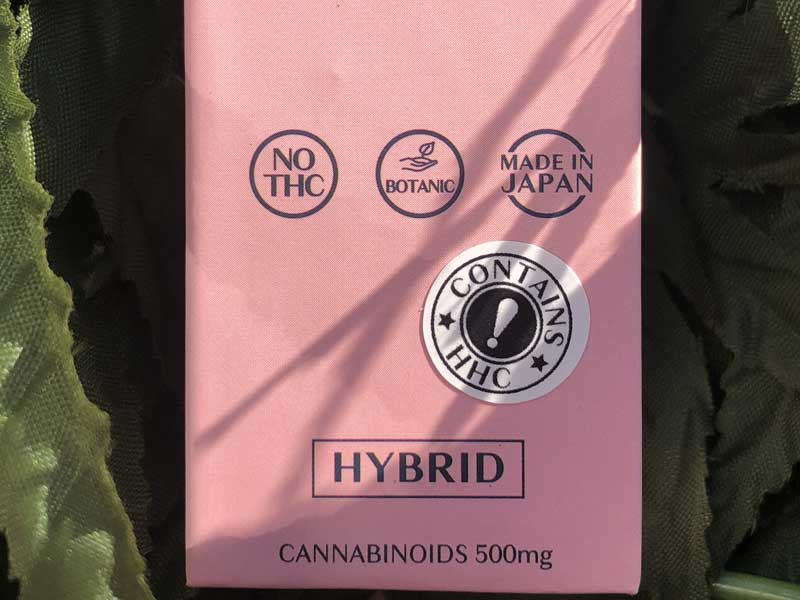 NO
THC
BOTANIC
MADE IN
JAPAN
CONTAINS
HHC
HYBRID
CANNABINOIDS 500mg